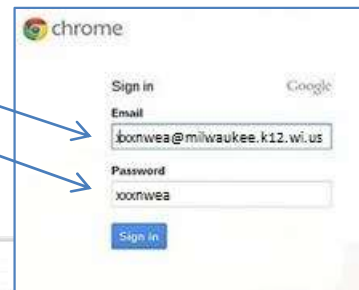 chrome
Sign in Google
Email
xxxnwea@milwaukee.k12.wi.us
Password
xxxnwea
Sign in